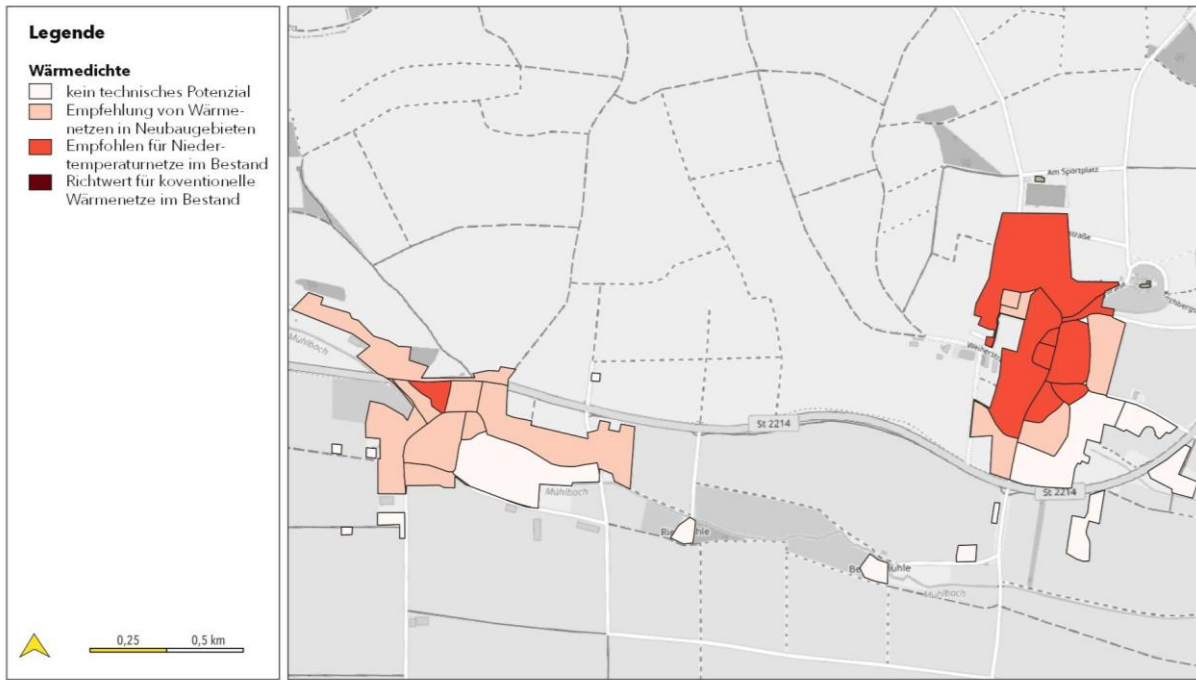 Legende
Wärmedichte
kein technisches Potenzial
Empfehlung von Wärme-
netzen in Neubaugebieten
Empfohlen für Nieder-
temperaturnetze im Bestand
Richtwert für koventionelle
Wärmenetze im Bestand
0,25
0,5 km
Am Sportplatz
straße
Mühlbach
St 2214
St 2214
Mühlbach
Mühlbach